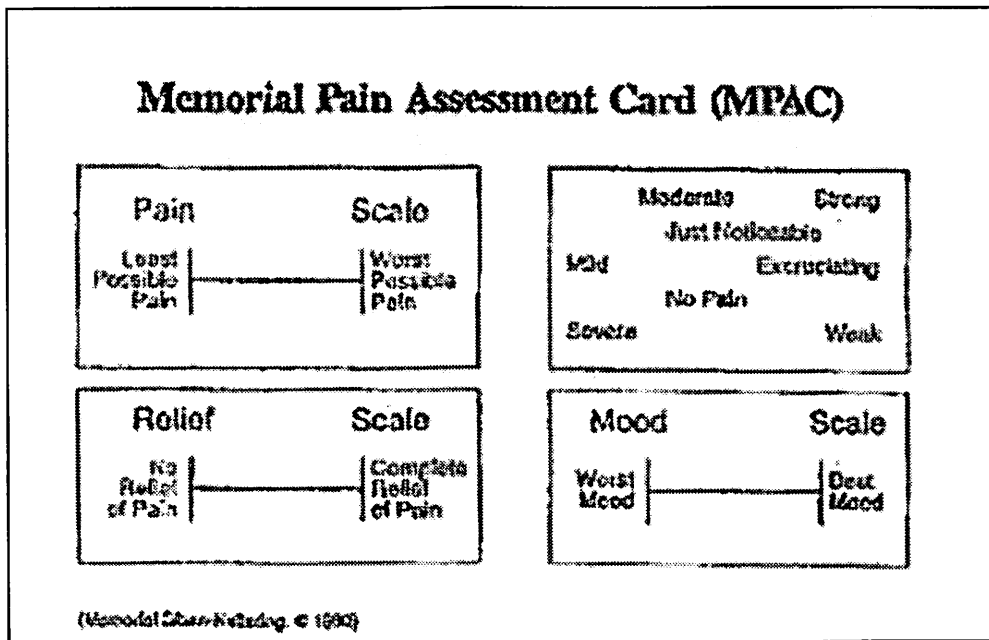 Memorial Pain Assessment Card (MPAC)
Pain Scale
Least
Possible
Pain
Worst
Possible
Pain
Moderate Strong
Just Noticeable
Mild Excruciating
No Pain
Severe Weak
Relief Scale
No
Relief
of Pain
Complete
Relief
of Pain
Mood Scale
Worst
Mood
Best
Mood
(Memorial